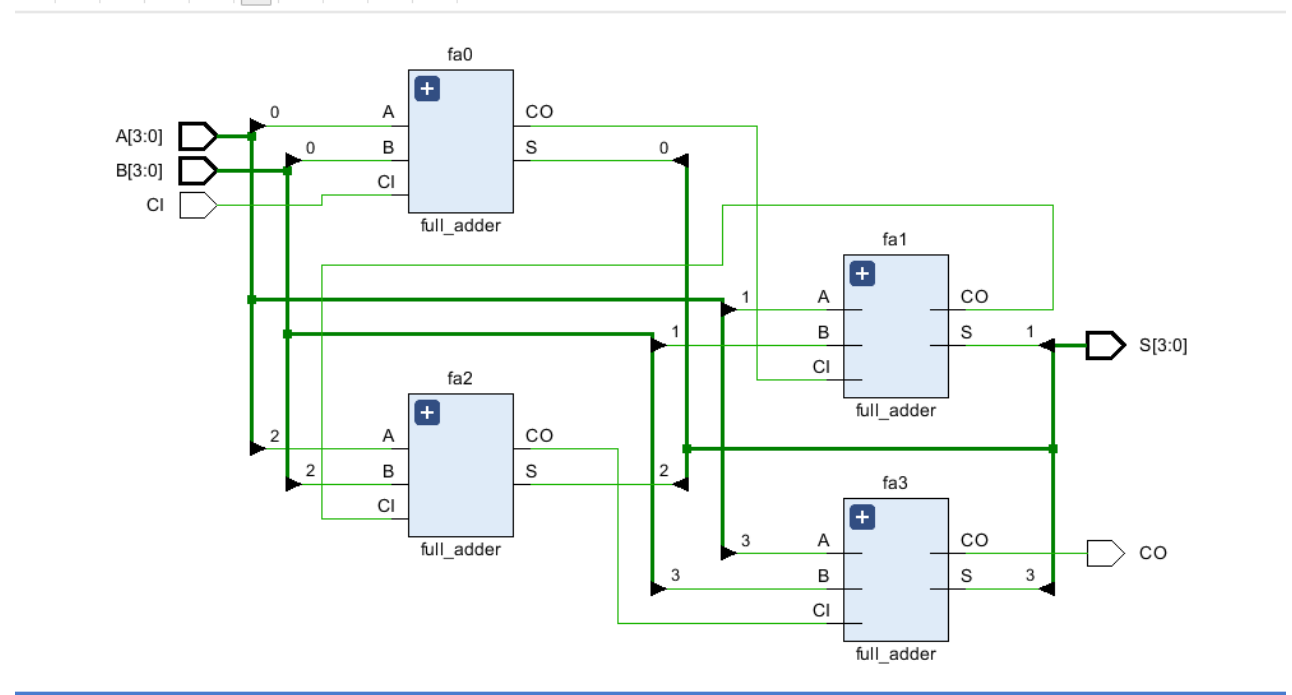 fa0
0
A
CO
A[3:0]
0
B
S
0
B[3:0]
CI
CI
full_adder
fa1
1
A
CO
1
B
S
1
S[3:0]
CI
full_adder
fa2
2
A
CO
2
B
S
2
CI
full_adder
fa3
3
A
CO
CO
3
B
S
3
CI
full_adder